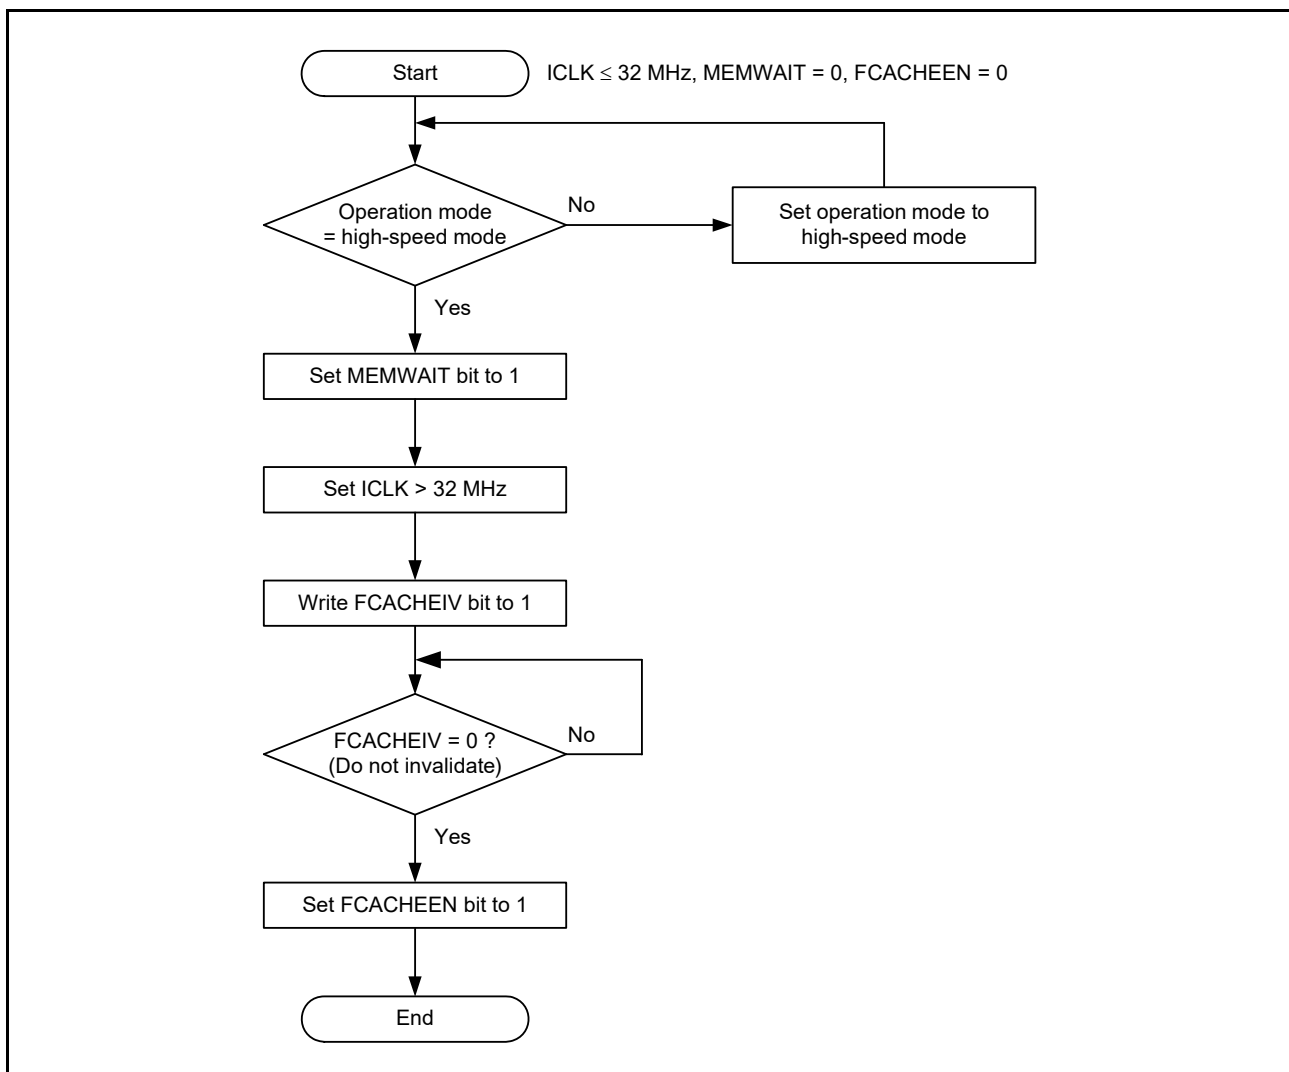 Start
ICLK ≤ 32 MHz, MEMWAIT = 0, FCACHEEN = 0
Operation mode
= high-speed mode
No
Set operation mode to
high-speed mode
Yes
Set MEMWAIT bit to 1
Set ICLK > 32 MHz
Write FCACHEIV bit to 1
FCACHEIV = 0 ?
(Do not invalidate)
No
Yes
Set FCACHEEN bit to 1
End